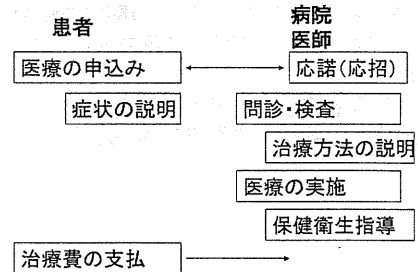 患者
病院
医師
医療の申込み
応諾(応招)
症状の説明
問診・検査
治療方法の説明
医療の実施
保健衛生指導
治療費の支払